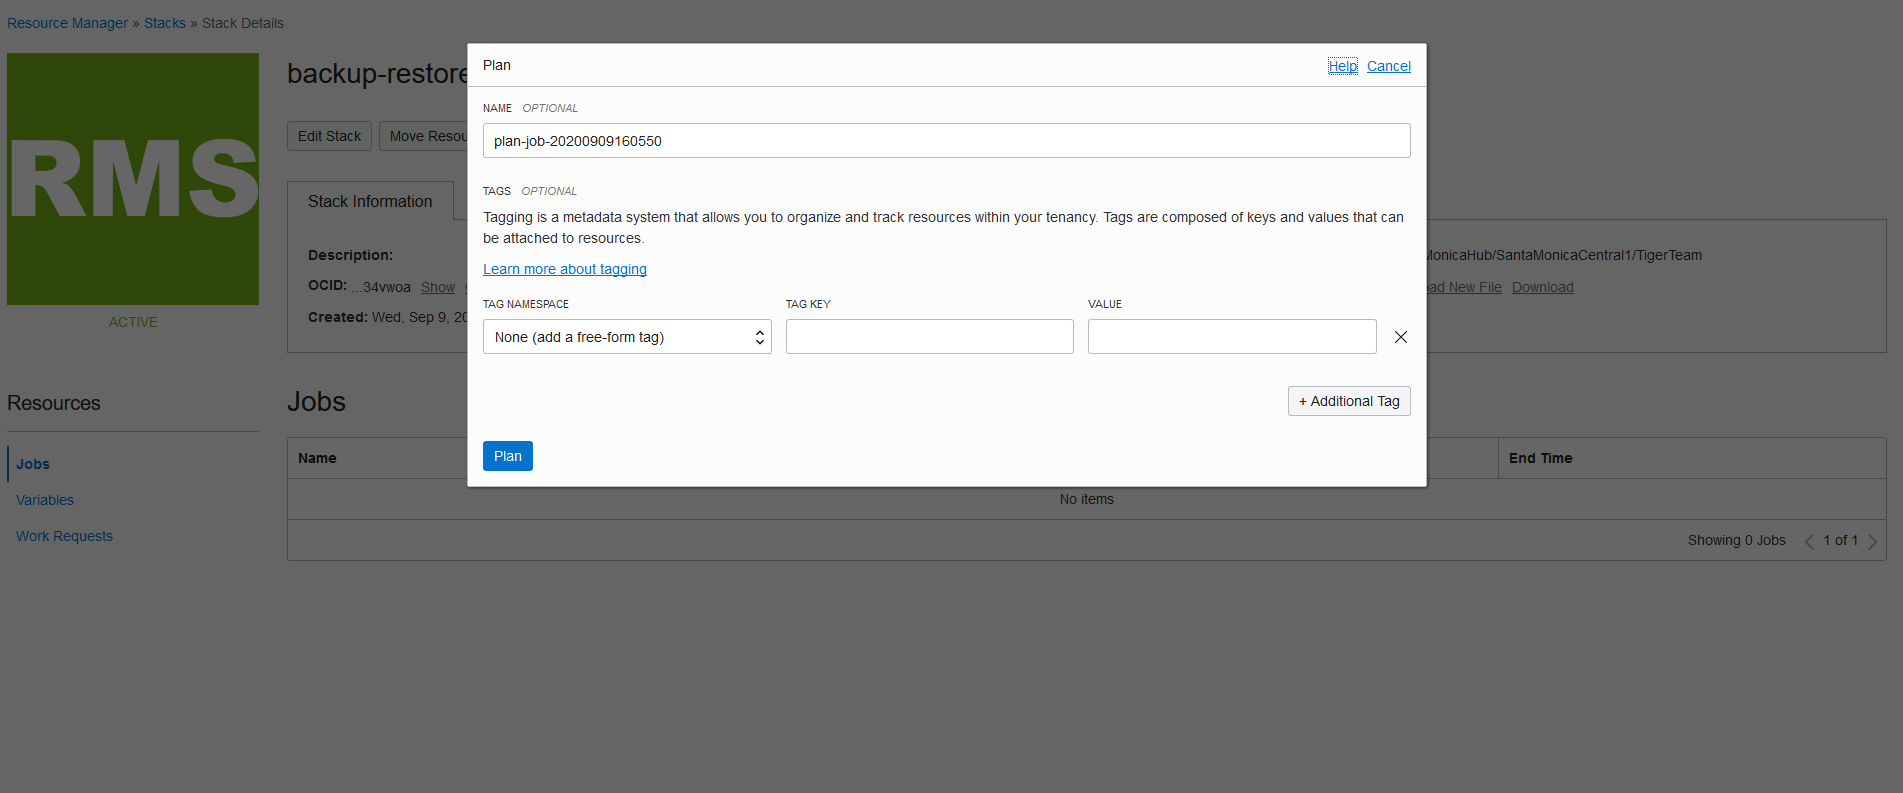 Resource Manager » Stacks » Stack Details
RMS
ACTIVE
backup-restore
Edit Stack
Move Resou
Stack Information
Description:
OCID: ...34vwoa Show
Created: Wed, Sep 9, 20
MonicaHub/SantaMonicaCentral1/TigerTeam
ad New File Download
Plan
Help Cancel
NAME OPTIONAL
plan-job-20200909160550
TAGS OPTIONAL
Tagging is a metadata system that allows you to organize and track resources within your tenancy. Tags are composed of keys and values that can
be attached to resources.
Learn more about tagging
TAG NAMESPACE TAG KEY VALUE
None (add a free-form tag)
+ Additional Tag
Plan
Resources
Jobs
Variables
Work Requests
Jobs
Name End Time
No items
Showing 0 Jobs 1 of 1